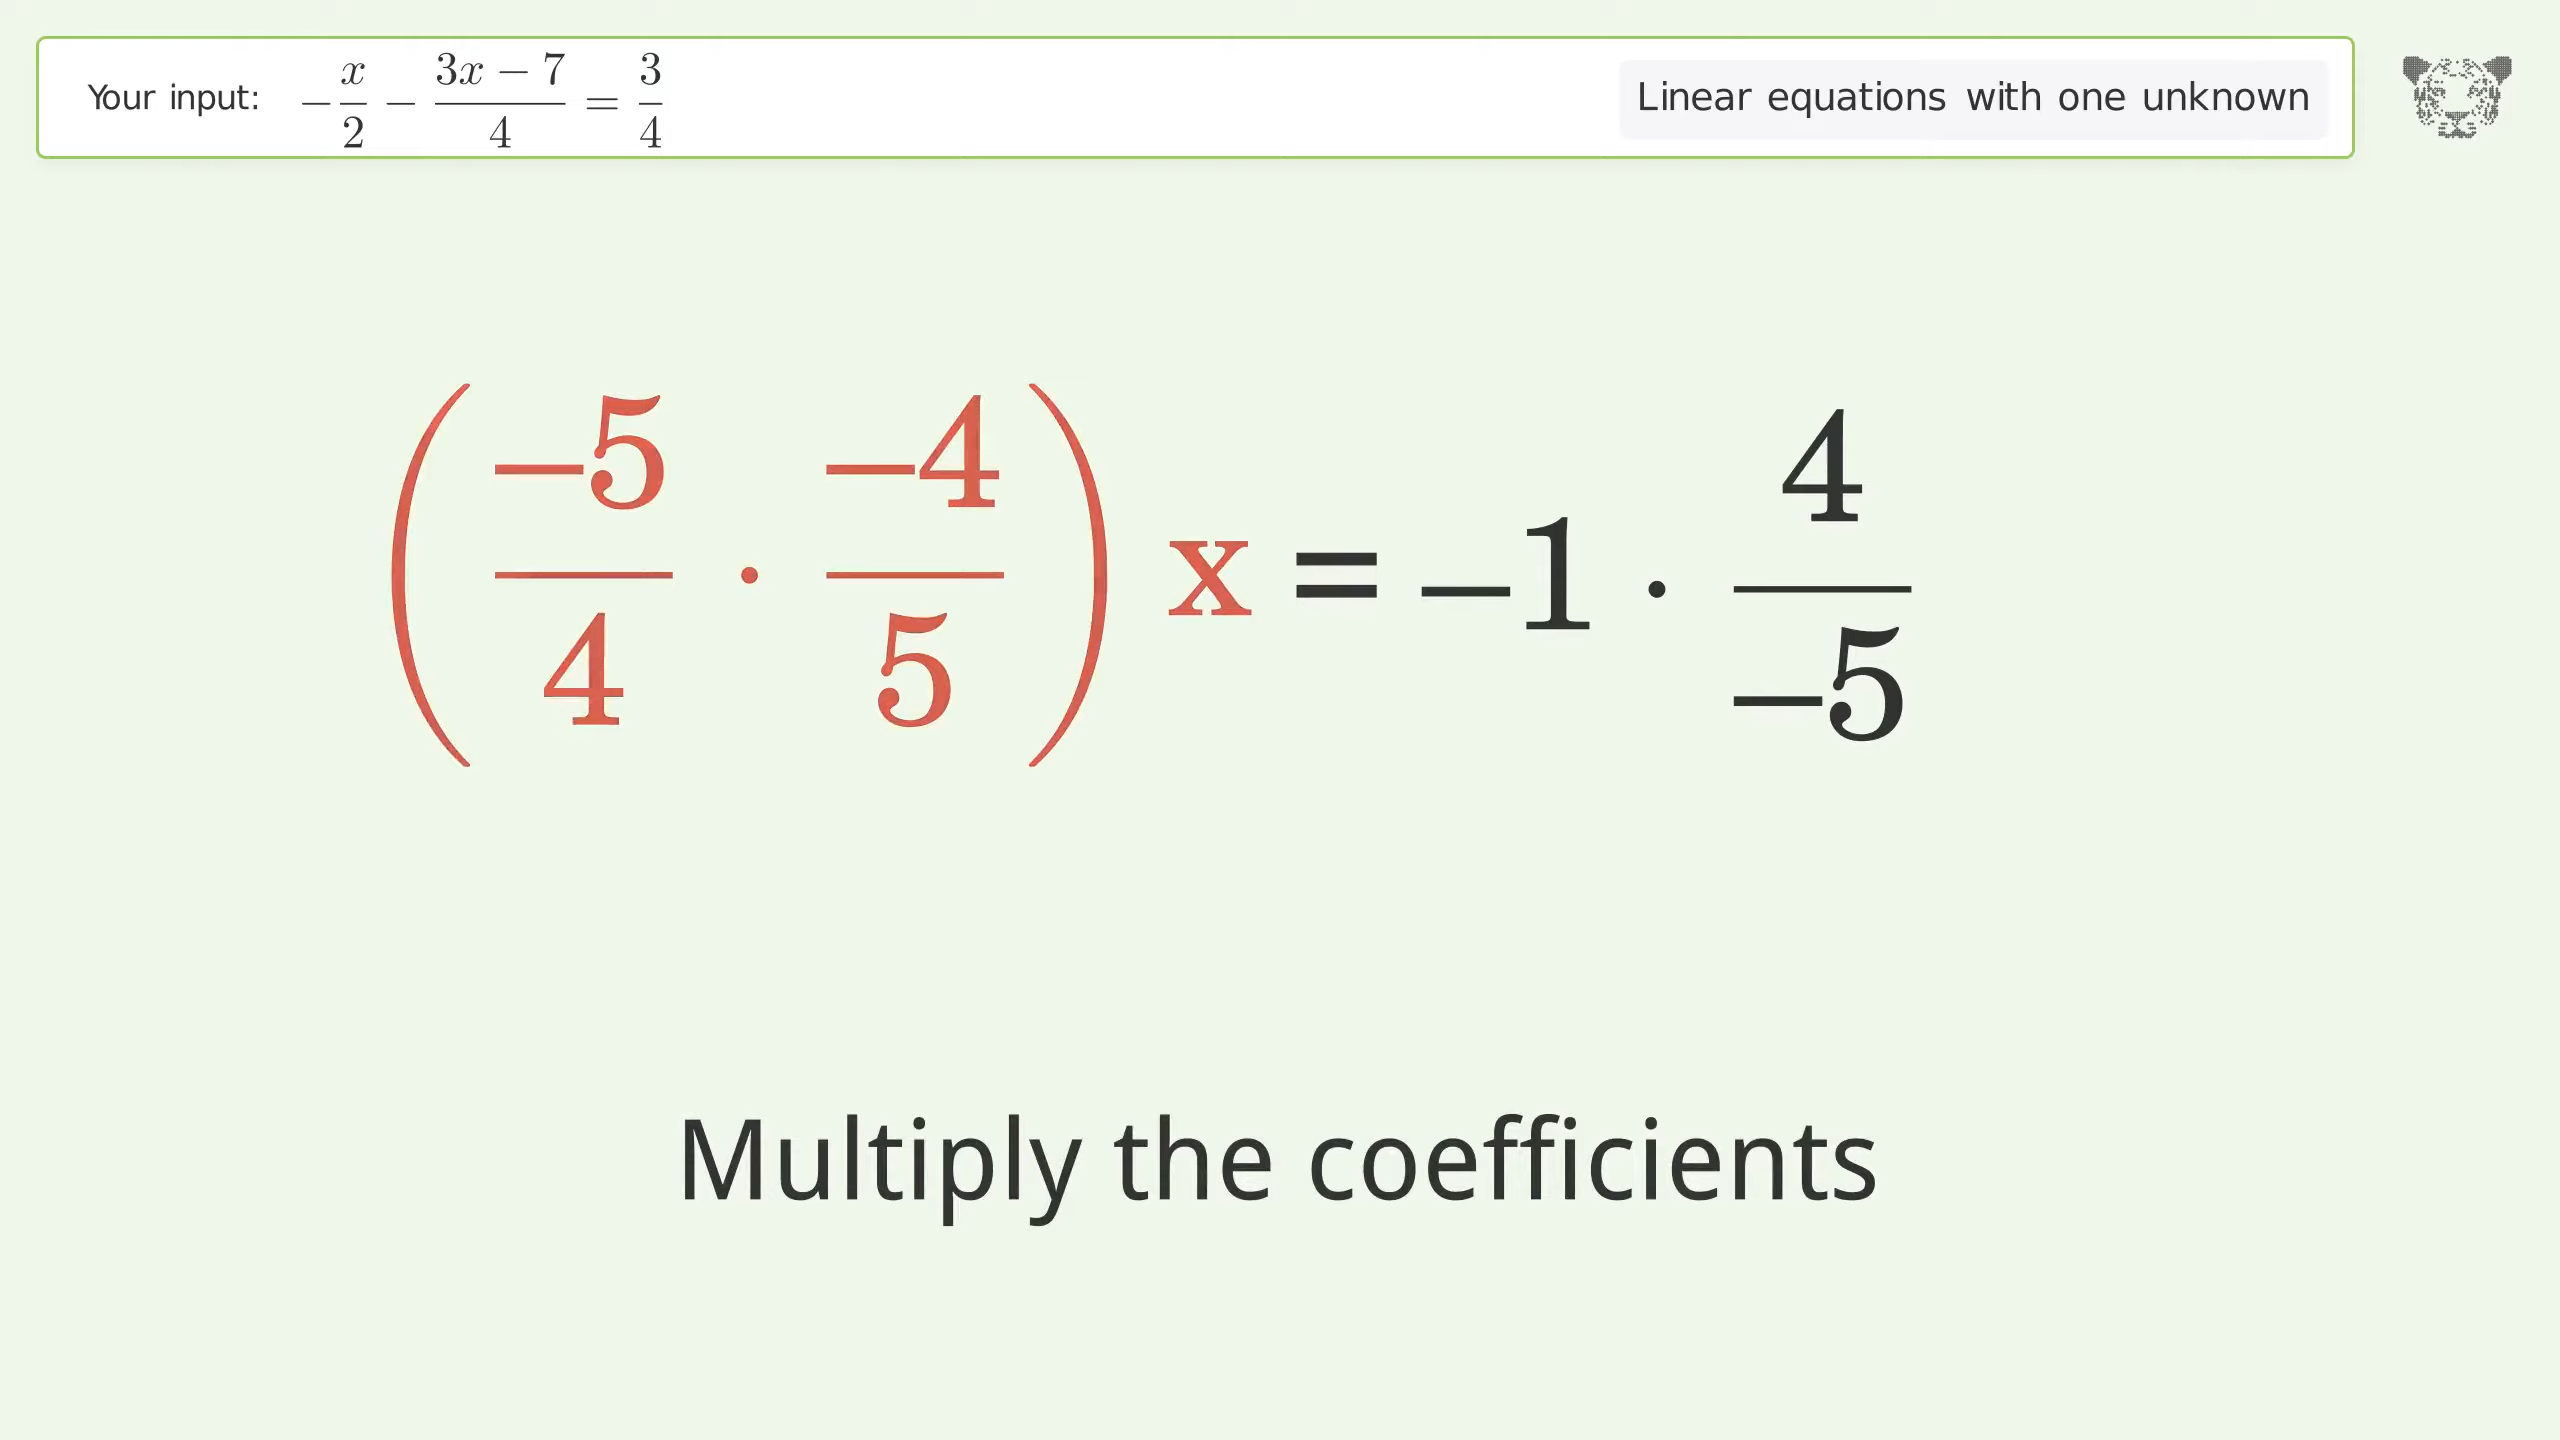 Your input: −x/2 − (3x − 7)/4 = 3/4
Linear equations with one unknown
(−5/4 · −4/5) x = −1 · 4/−5
Multiply the coefficients